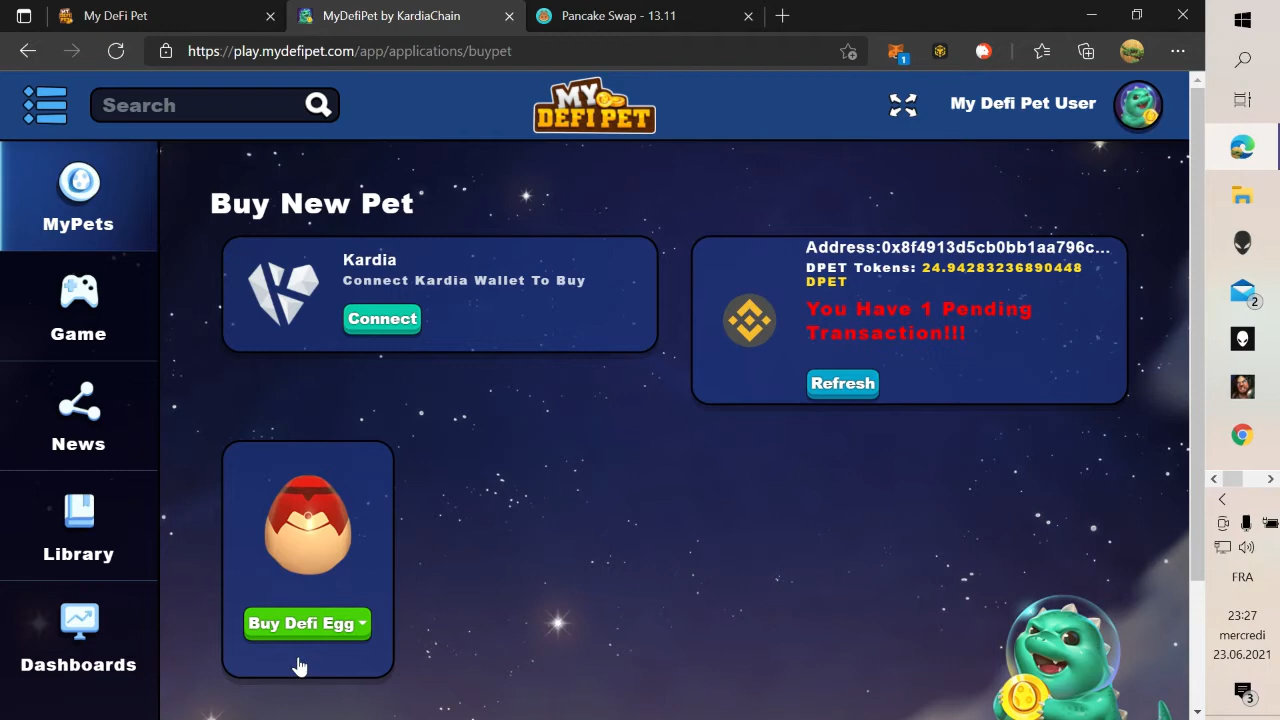 My DeFi Pet
MyDefiPet by KardiaChain
Pancake Swap - 13.11
https://play.mydefipet.com/app/applications/buypet
1
Search
MY
DEFI PET
My Defi Pet User
MyPets
Game
News
Library
Dashboards
Buy New Pet
Kardia
Connect Kardia Wallet To Buy
Connect
Address:0x8f4913d5cb0bb1aa796c...
DPET Tokens: 24.94283236890448
DPET
You Have 1 Pending
Transaction!!!
Refresh
Buy Defi Egg
2
FRA
23:27
mercredi
23.06.2021
3